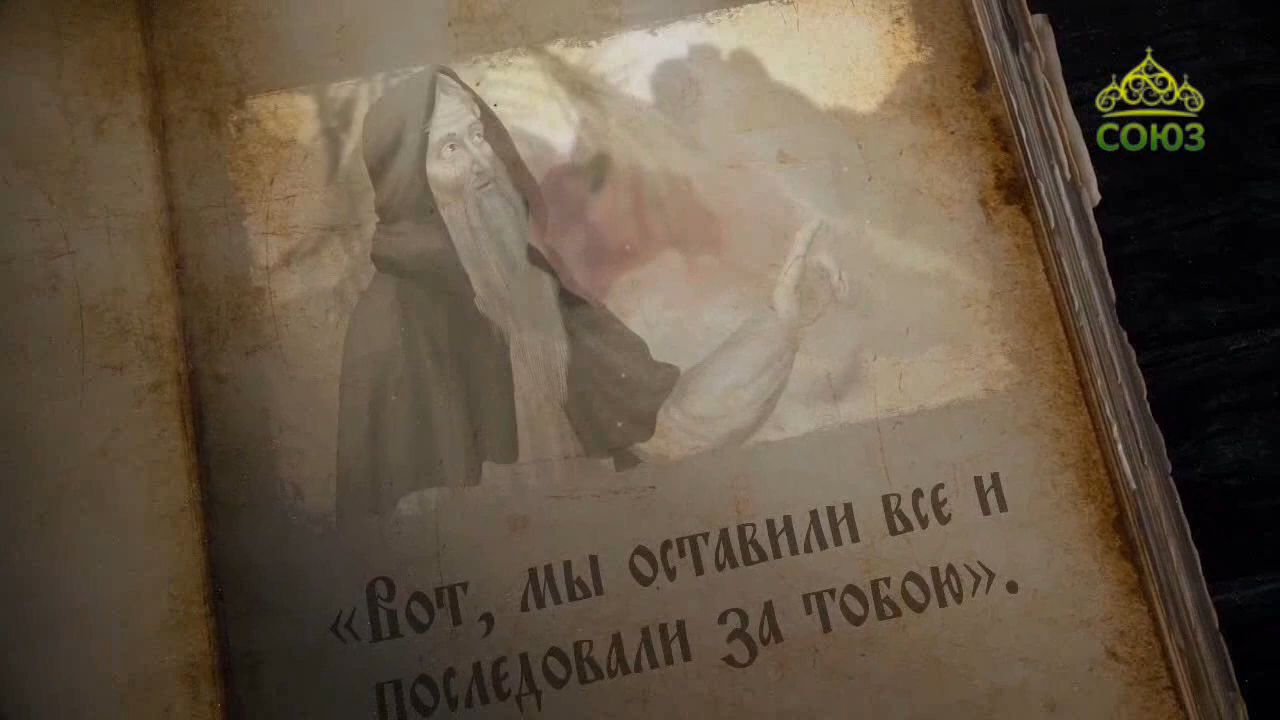 СОЮЗ
«Вот, мы оставили все и
последовали За тобою».